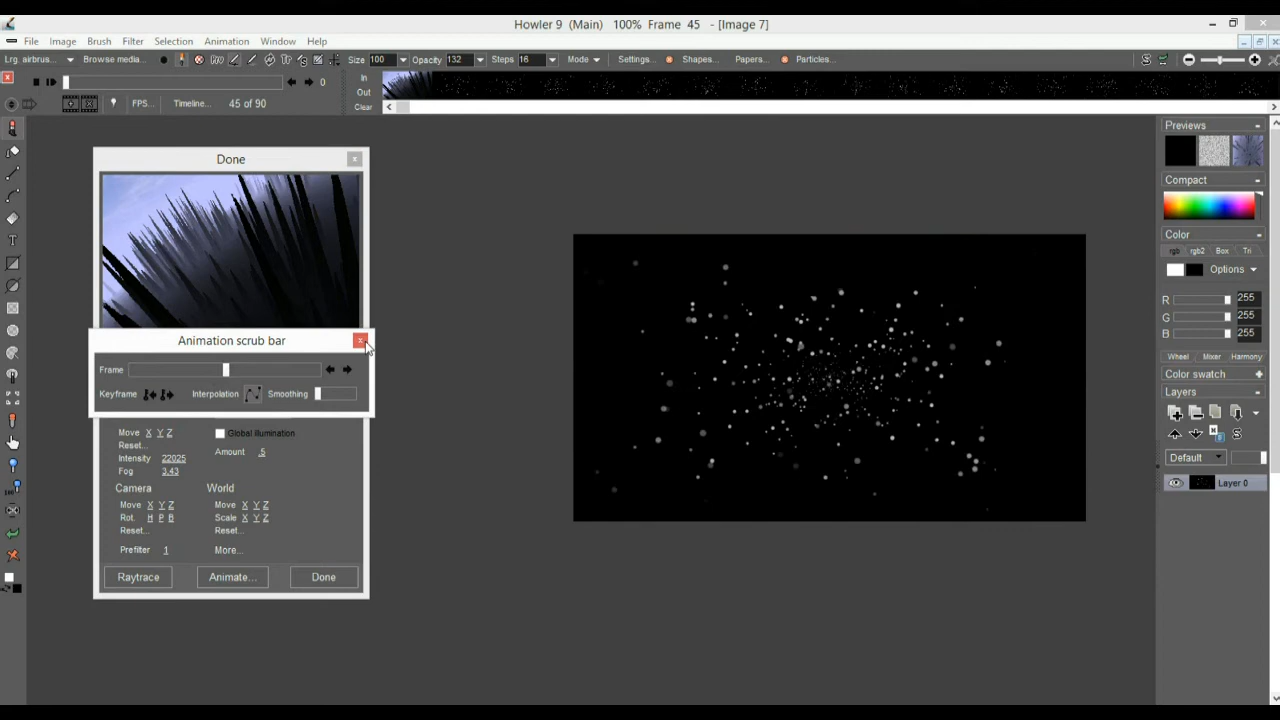 Howler 9 (Main) 100% Frame 45 - [Image 7]
File Image Brush Filter Selection Animation Window Help
Lrg. airbrus... Browse media... Size 100 Opacity 132 Steps 16 Mode Settings... Shapes... Papers... Particles...
0 In
Out
FPS... Timeline... 45 of 90 Clear
Previews
Done
Compact
Color
rgb rgb2 Box Tri
Options
R 255
G 255
B 255
Animation scrub bar
Wheel Mixer Harmony
Frame
Color swatch
Keyframe Interpolation Smoothing
Layers
Move X Y Z Global illumination
Reset...
Amount .5
Intensity 22025
Default
Fog 3.43
Layer 0
Camera World
Move X Y Z Move X Y Z
Rot. H P B Scale X Y Z
Reset... Reset...
Prefilter 1 More...
Raytrace Animate... Done